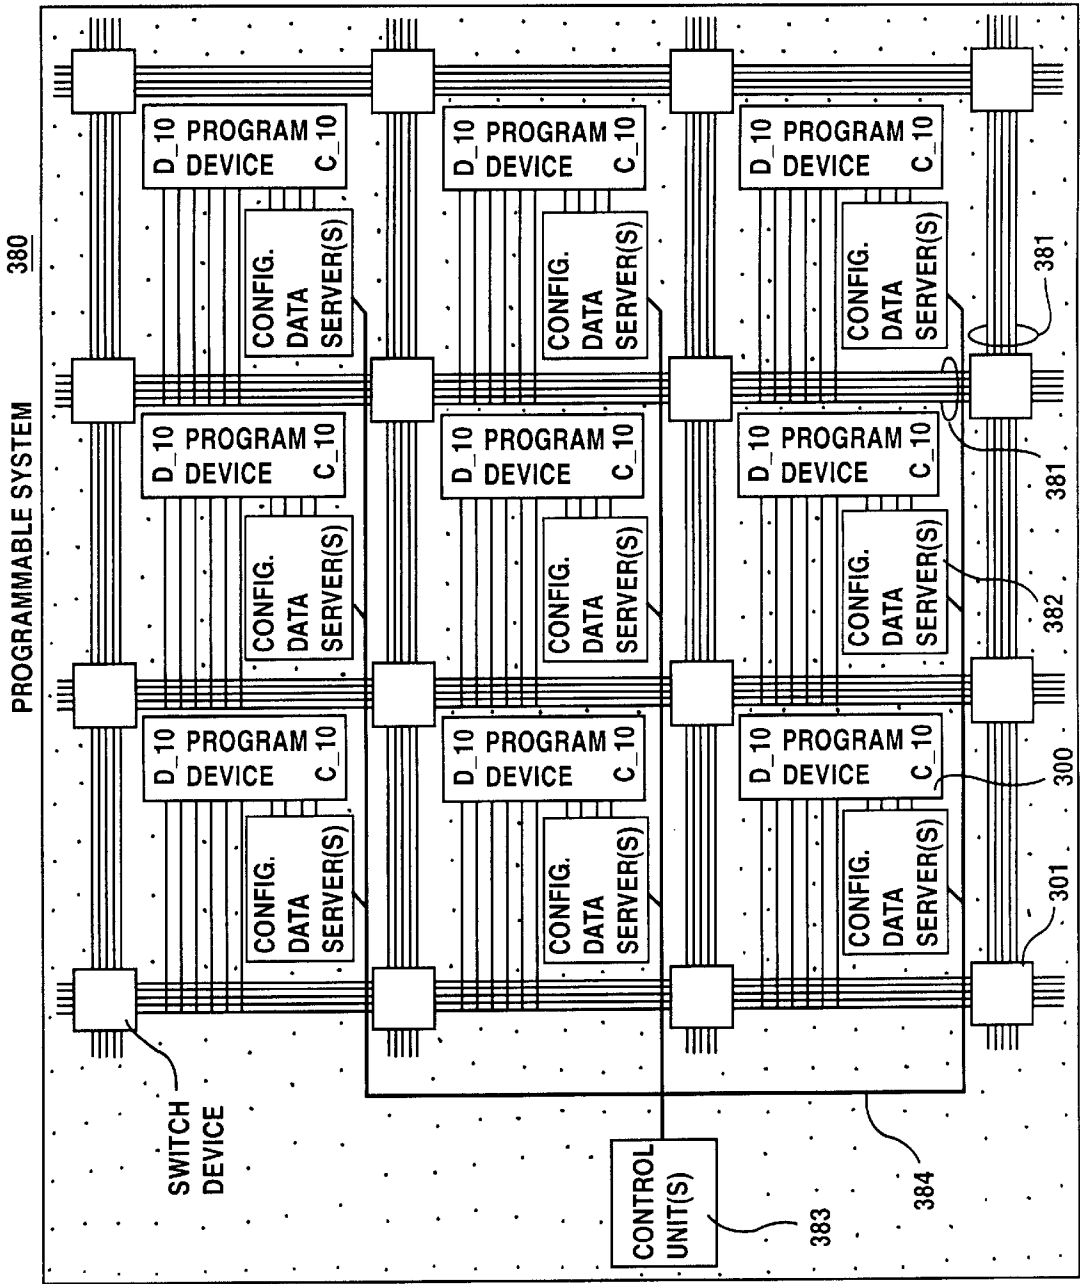 PROGRAMMABLE SYSTEM
380
SWITCH
DEVICE
D_10
PROGRAM
DEVICE
C_10
CONFIG.
DATA
SERVER(S)
D_10
PROGRAM
DEVICE
C_10
CONFIG.
DATA
SERVER(S)
D_10
PROGRAM
DEVICE
C_10
CONFIG.
DATA
SERVER(S)
D_10
PROGRAM
DEVICE
C_10
CONFIG.
DATA
SERVER(S)
D_10
PROGRAM
DEVICE
C_10
CONFIG.
DATA
SERVER(S)
D_10
PROGRAM
DEVICE
C_10
CONFIG.
DATA
SERVER(S)
CONTROL
UNIT(S)
D_10
PROGRAM
DEVICE
C_10
CONFIG.
DATA
SERVER(S)
D_10
PROGRAM
DEVICE
C_10
CONFIG.
DATA
SERVER(S)
D_10
PROGRAM
DEVICE
C_10
CONFIG.
DATA
SERVER(S)
383
384
301
300
382
381
381